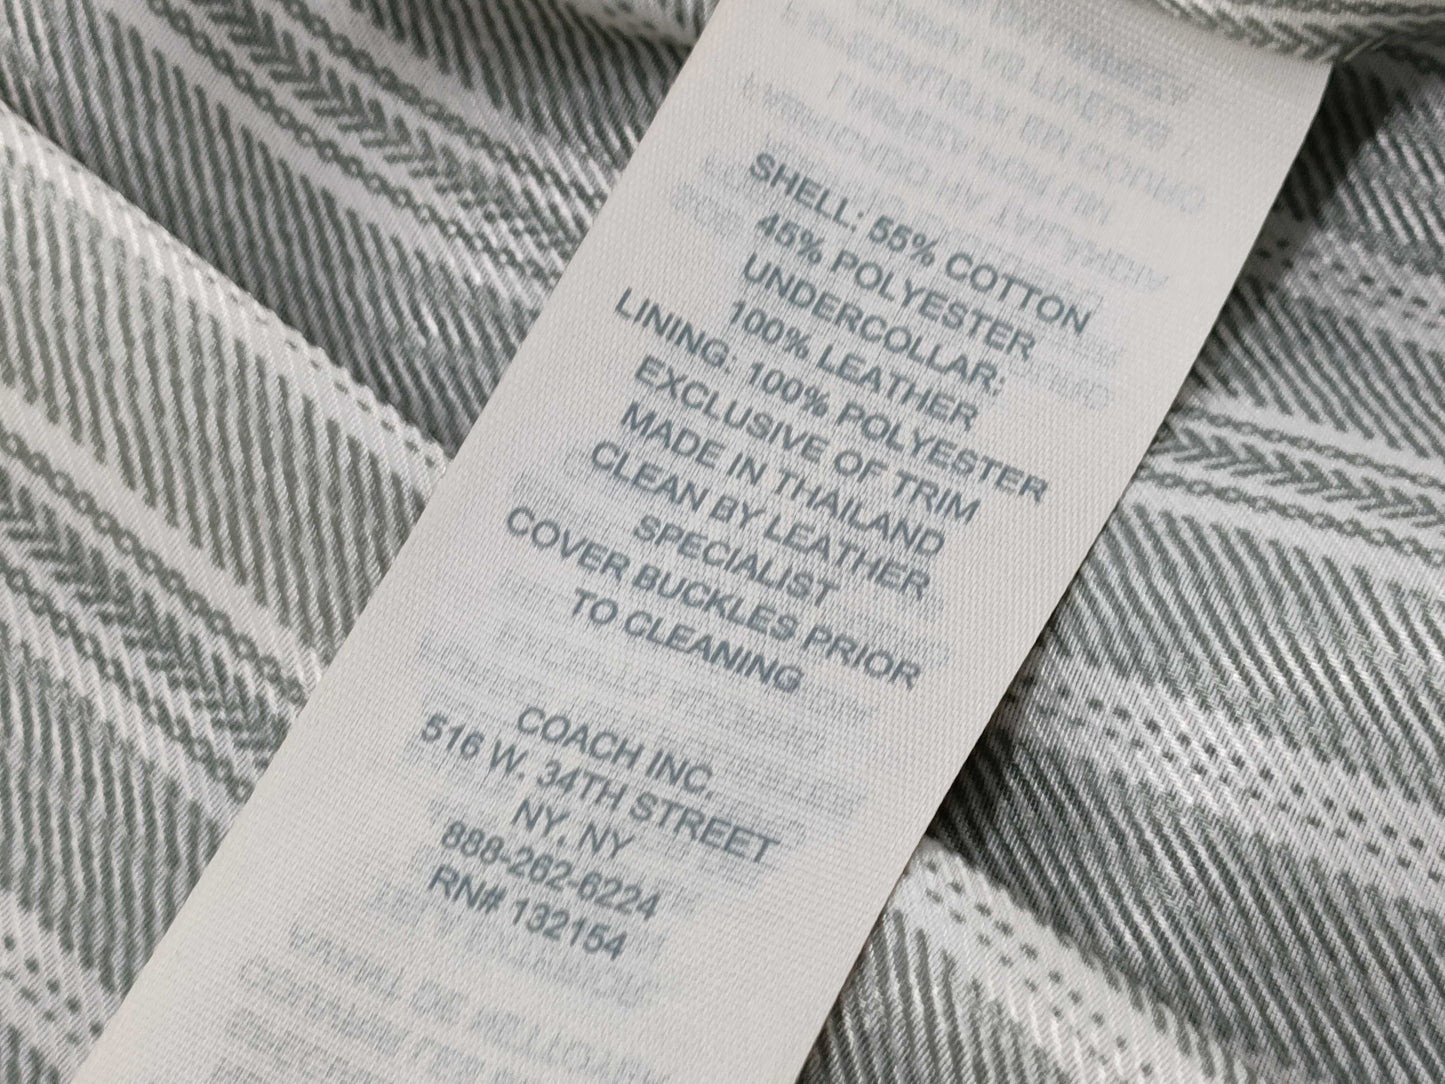 SHELL: 55% COTTON
45% POLYESTER
UNDERCOLLAR:
100% LEATHER
LINING: 100% POLYESTER
EXCLUSIVE OF TRIM
MADE IN THAILAND
CLEAN BY LEATHER
SPECIALIST
COVER BUCKLES PRIOR
TO CLEANING
COACH INC
516 W. 34TH STREET
NY, NY
888-262-6224
RN# 132154